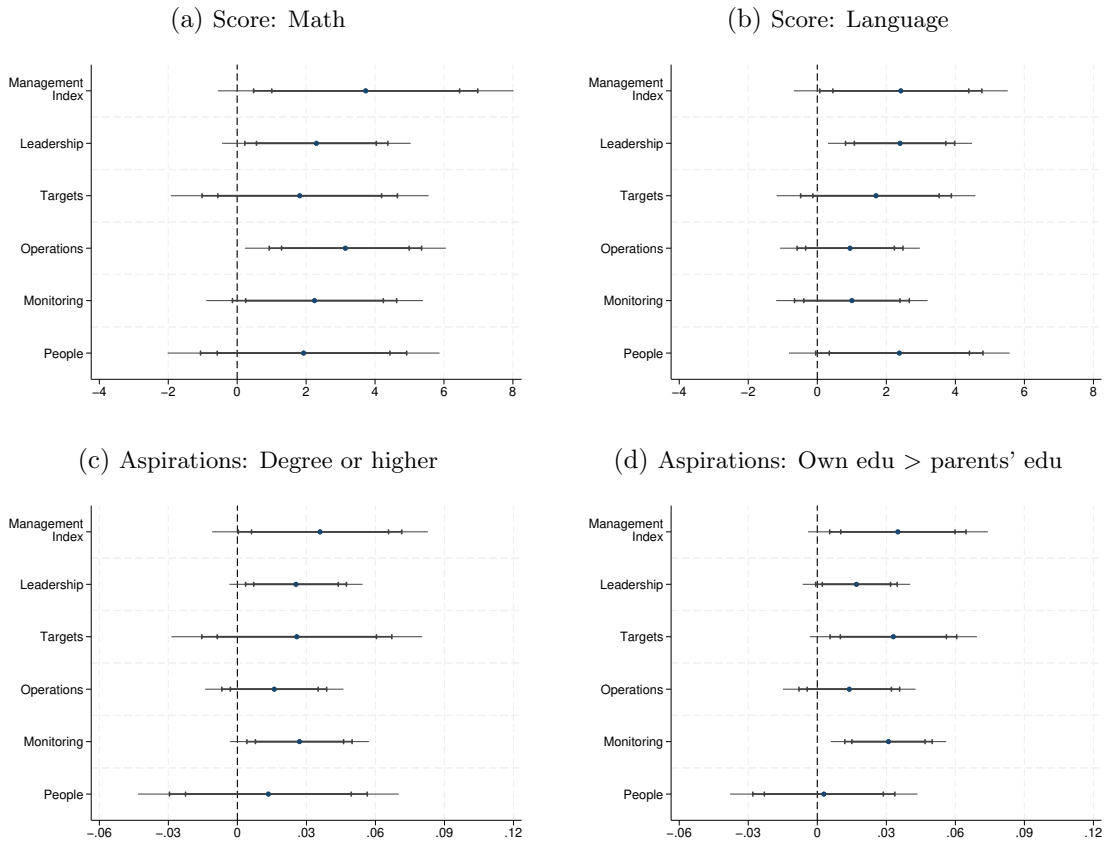 (a) Score: Math
Management
Index
Leadership
Targets
Operations
Monitoring
People
−4 −2 0 2 4 6 8
(b) Score: Language
Management
Index
Leadership
Targets
Operations
Monitoring
People
−4 −2 0 2 4 6 8
(c) Aspirations: Degree or higher
Management
Index
Leadership
Targets
Operations
Monitoring
People
−.06 −.03 0 .03 .06 .09 .12
(d) Aspirations: Own edu > parents’ edu
Management
Index
Leadership
Targets
Operations
Monitoring
People
−.06 −.03 0 .03 .06 .09 .12